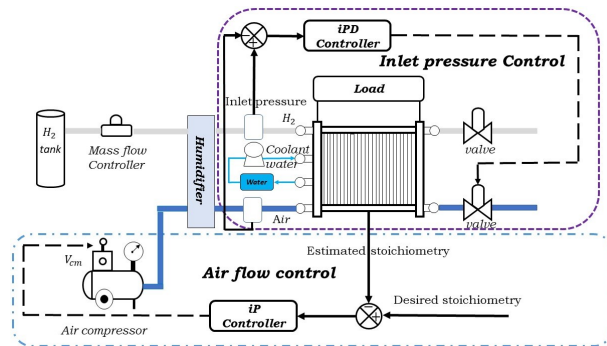 iPD
Controller
Inlet pressure Control
Load
Inlet pressure
H₂
H₂
tank
Mass flow
Controller
Humidifier
Coolant
water
Water
valve
Air
valve
Estimated stoichiometry
V_cm
Air flow control
Desired stoichiometry
iP
Controller
Air compressor